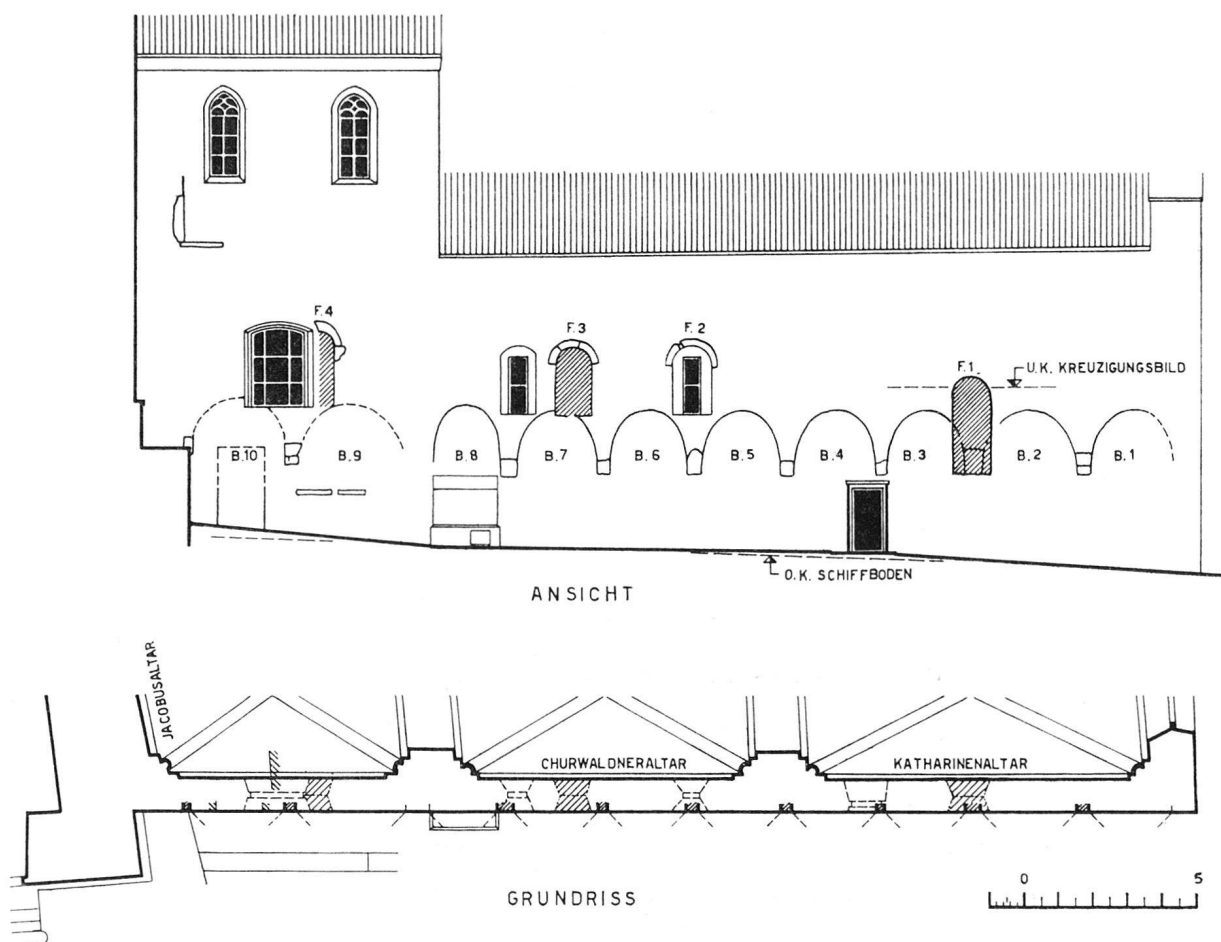 F.4
F.3
F.2
F.1
U.K. KREUZIGUNGSBILD
B.10
B.9
B.8
B.7
B.6
B.5
B.4
B.3
B.2
B.1
O.K. SCHIFFBODEN
ANSICHT
JACOBUSALTAR
CHURWALDNERALTAR
KATHARINENALTAR
GRUNDRISS
0 5